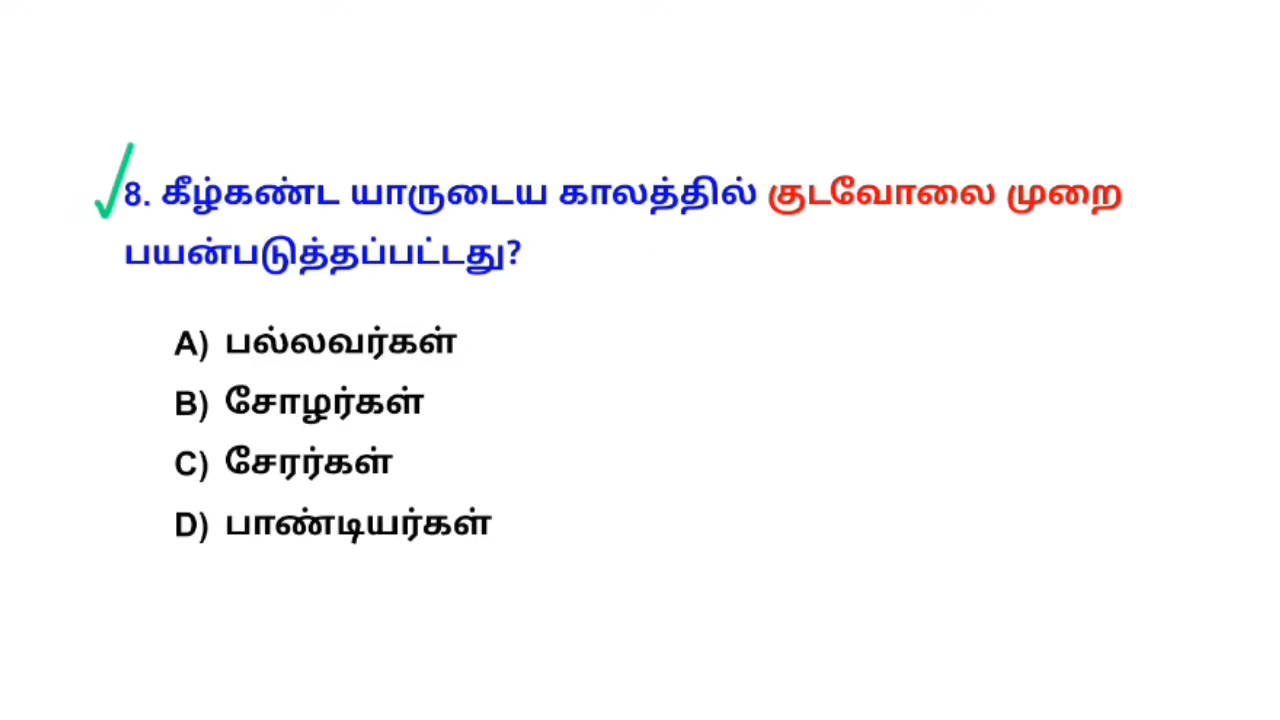 8. கீழ்கண்ட யாருடைய காலத்தில் குடவோலை முறை
பயன்படுத்தப்பட்டது?
A) பல்லவர்கள்
B) சோழர்கள்
C) சேரர்கள்
D) பாண்டியர்கள்